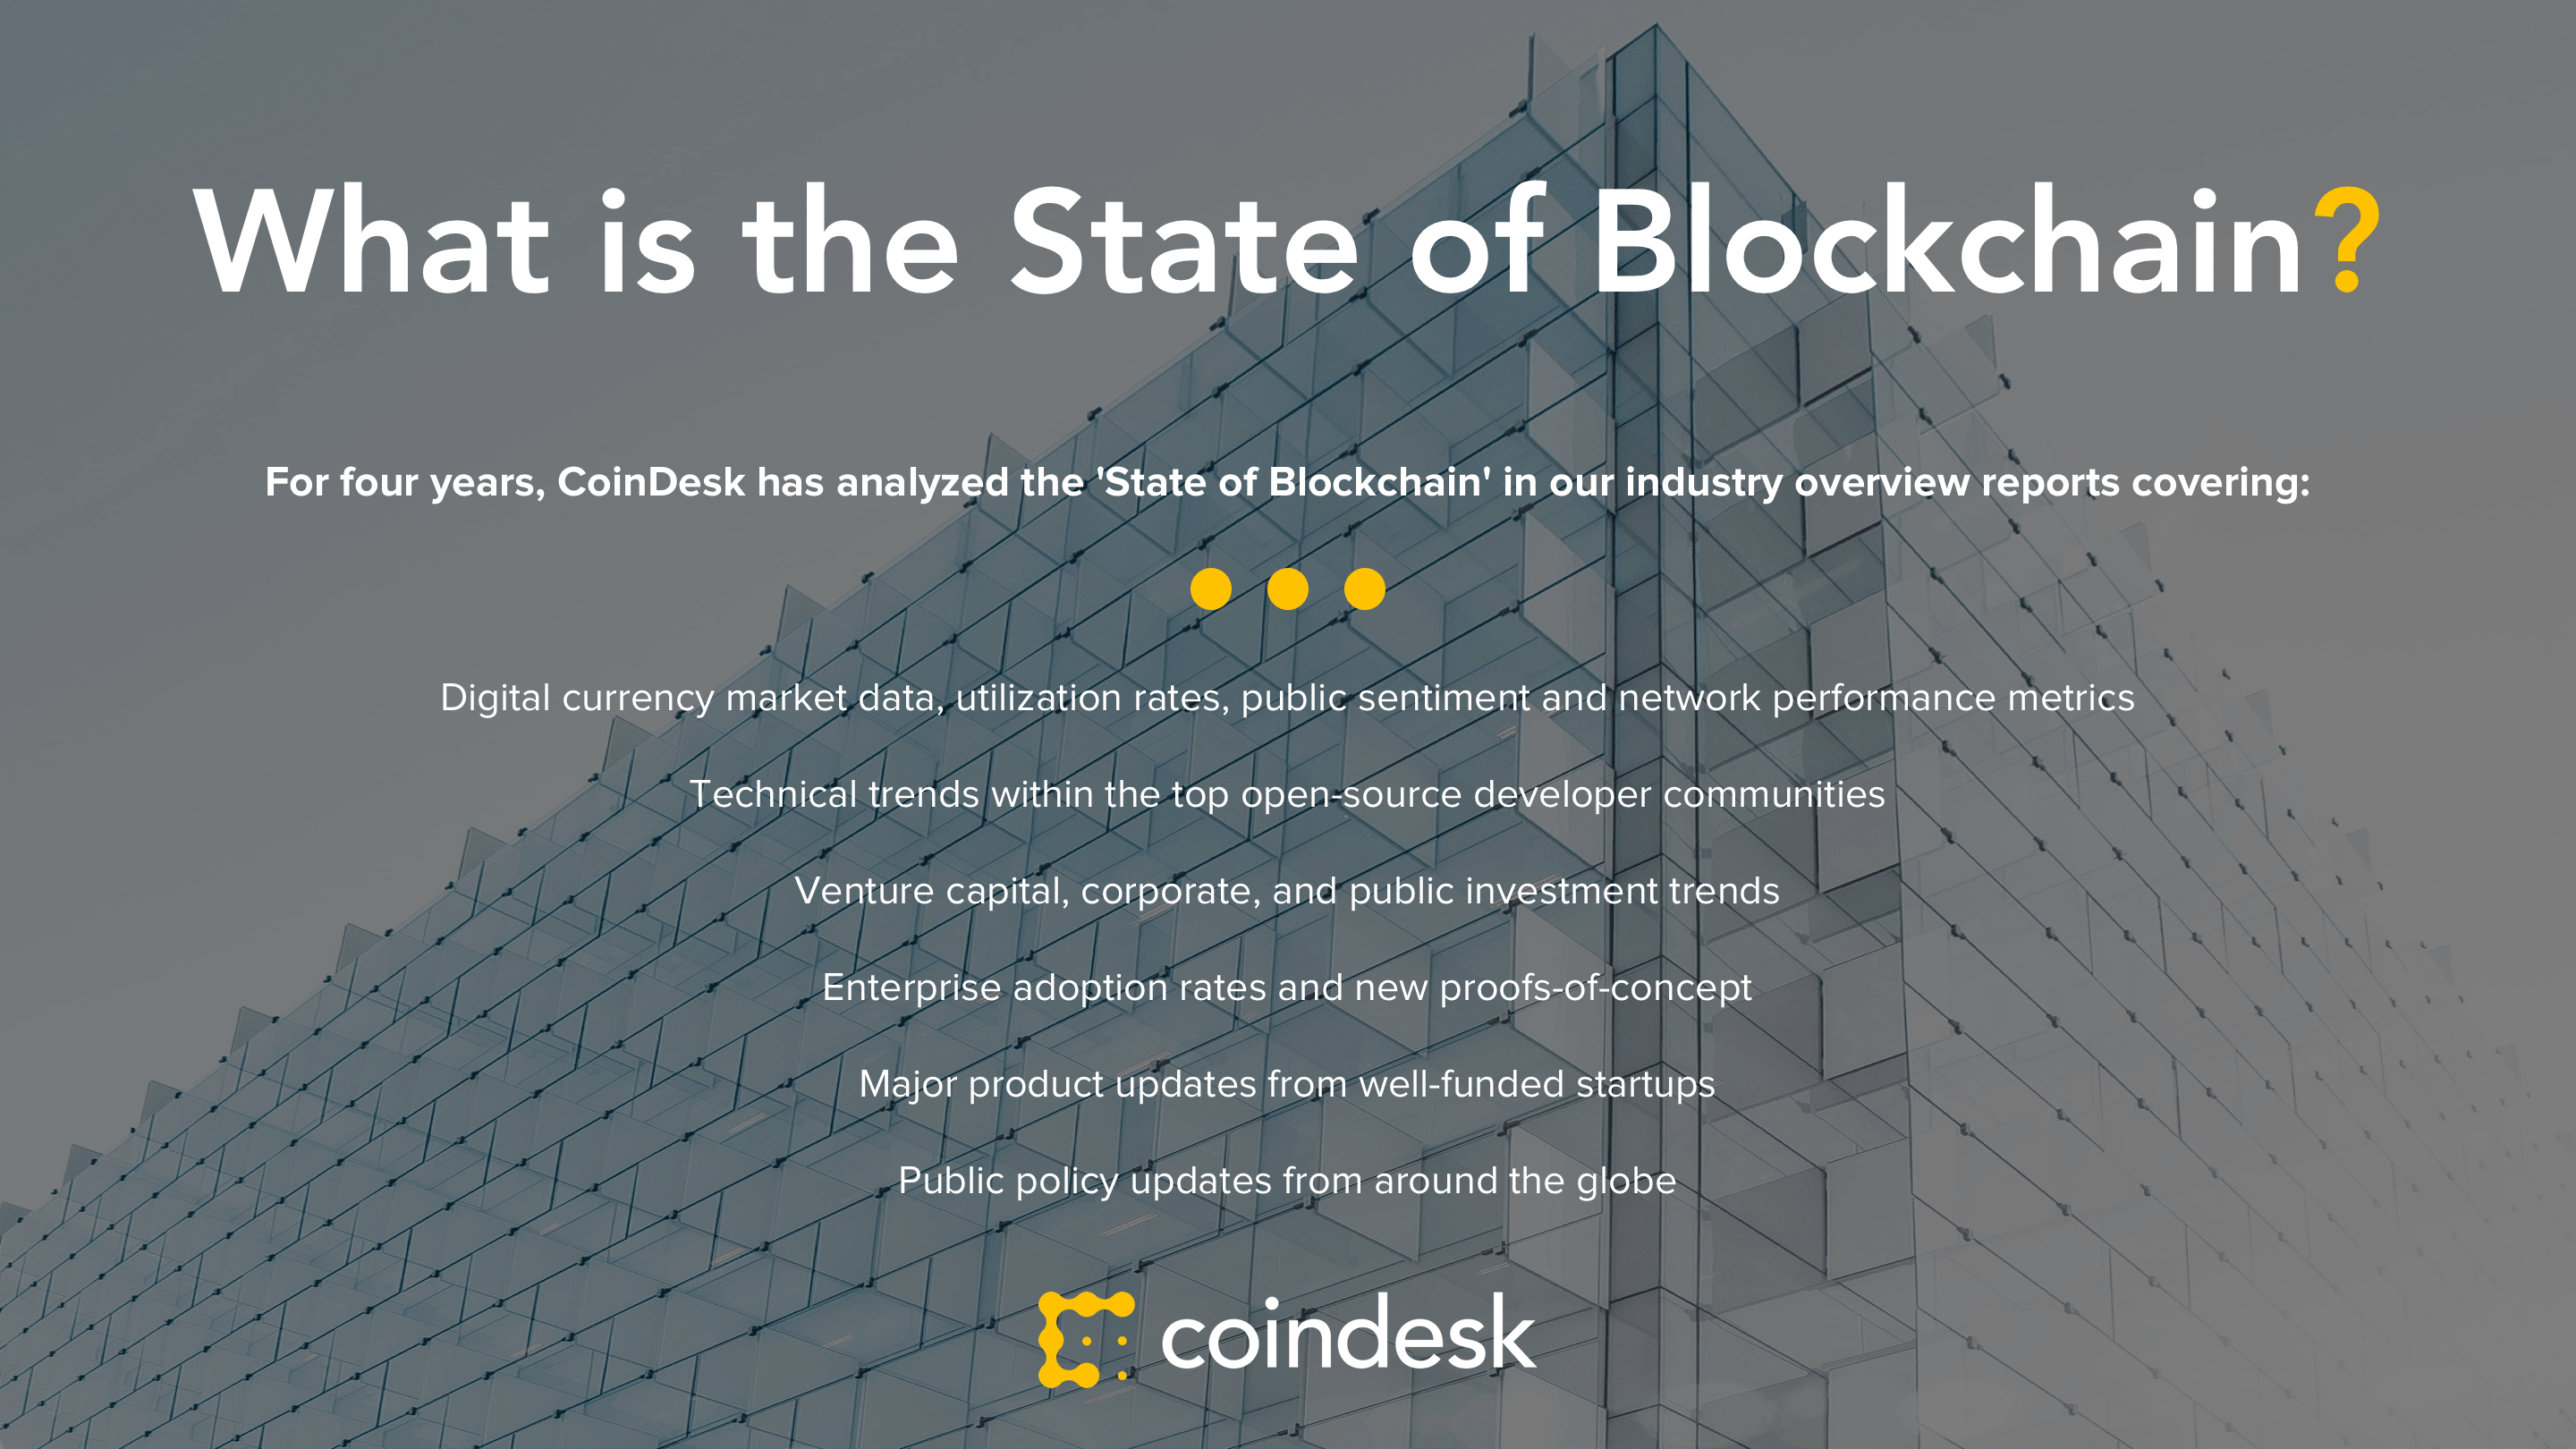 What is the State of Blockchain?
For four years, CoinDesk has analyzed the 'State of Blockchain' in our industry overview reports covering:
Digital currency market data, utilization rates, public sentiment and network performance metrics
Technical trends within the top open-source developer communities
Venture capital, corporate, and public investment trends
Enterprise adoption rates and new proofs-of-concept
Major product updates from well-funded startups
Public policy updates from around the globe
coindesk